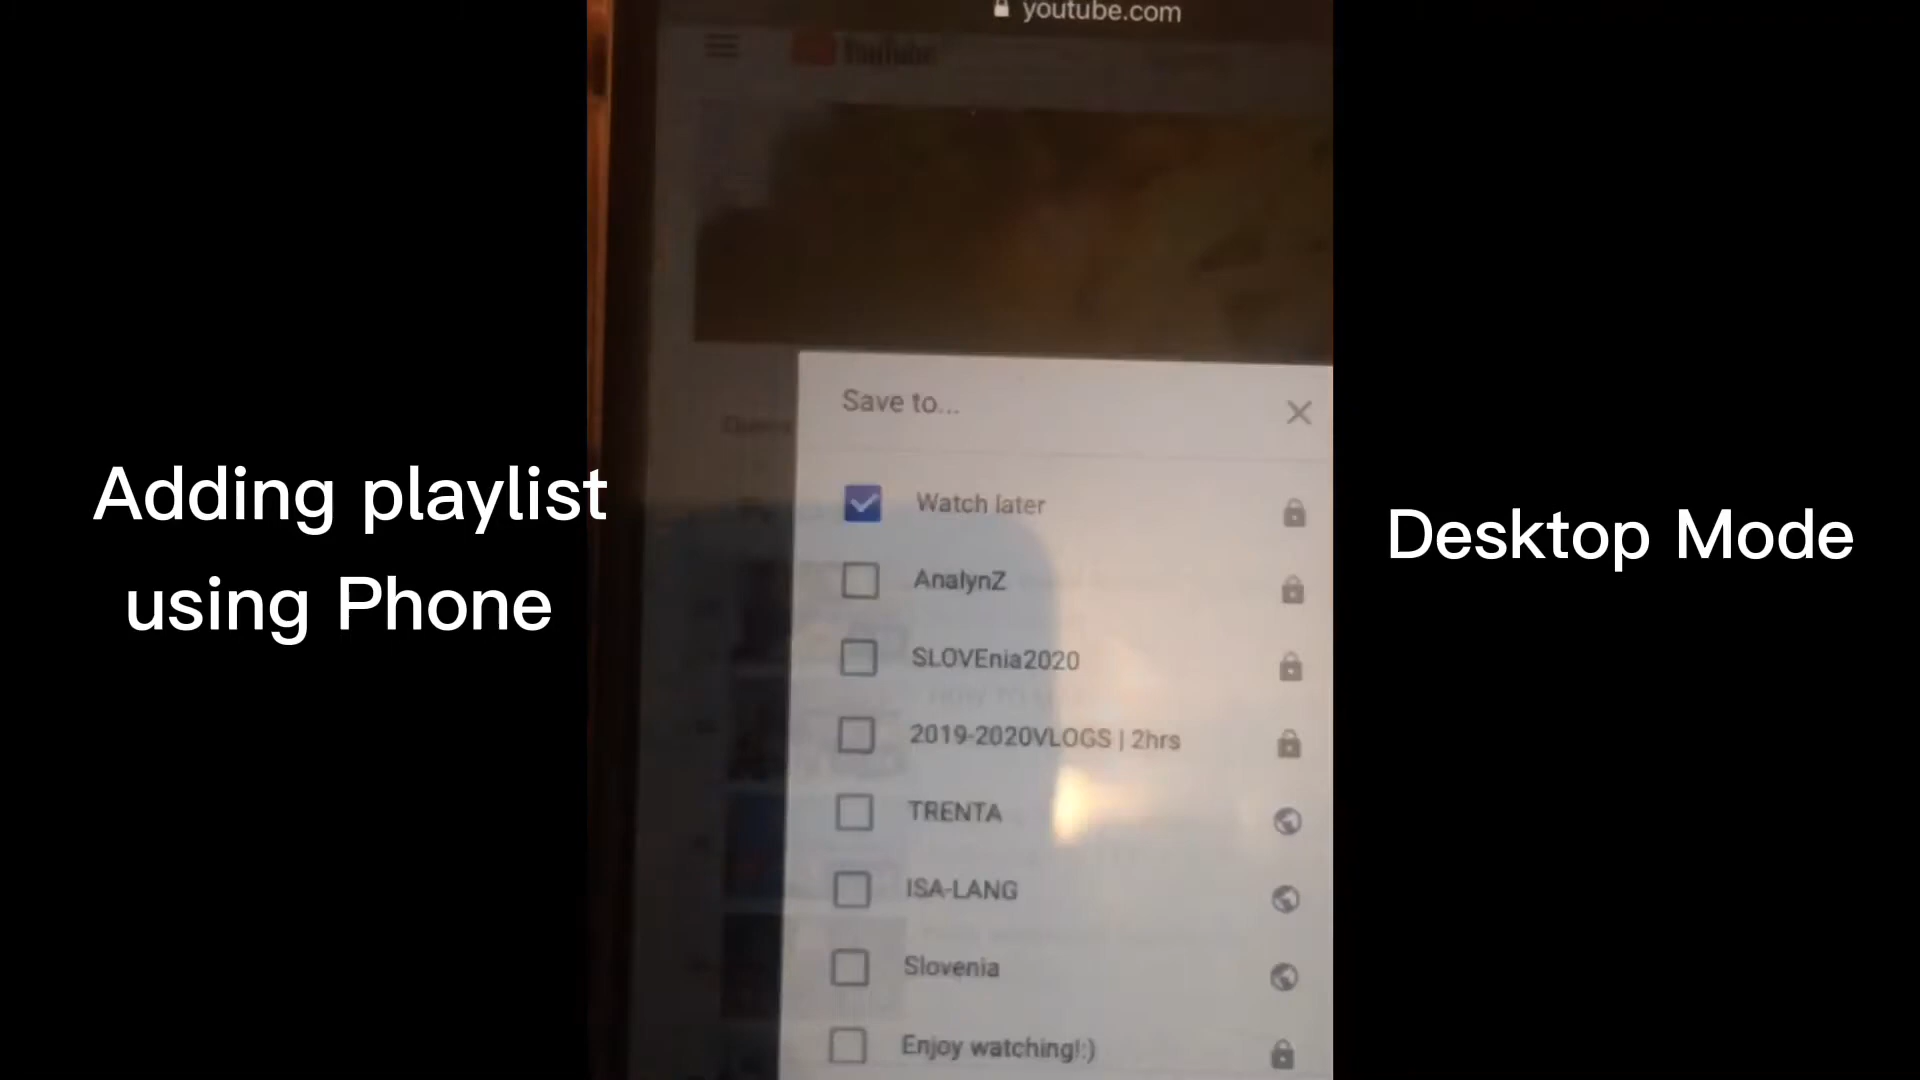 youtube.com
YouTube
Save to...
Watch later
AnalynZ
SLOVEnia2020
2019-2020VLOGS | 2hrs
TRENTA
ISA-LANG
Slovenia
Enjoy watching!:)
Adding playlist
using Phone
Desktop Mode